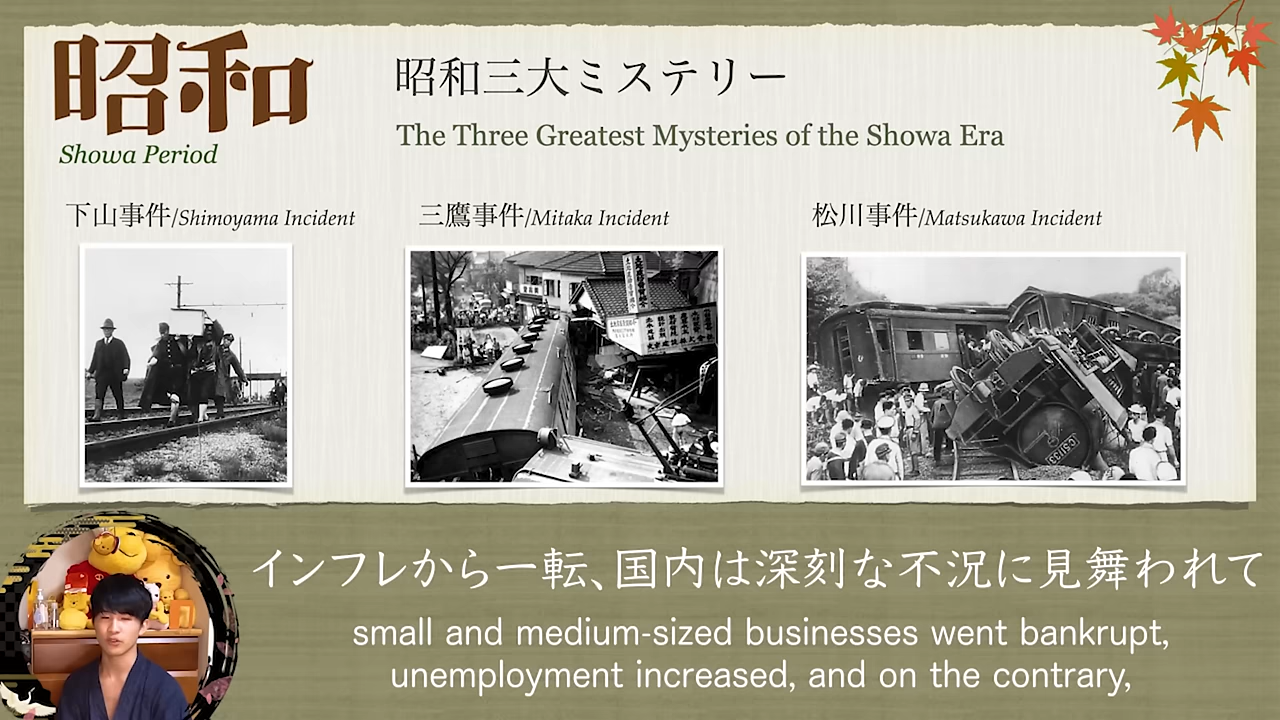 昭和
Showa Period
昭和三大ミステリー
The Three Greatest Mysteries of the Showa Era
下山事件/Shimoyama Incident
三鷹事件/Mitaka Incident
松川事件/Matsukawa Incident
インフレから一転、国内は深刻な不況に見舞われて
small and medium-sized businesses went bankrupt,
unemployment increased, and on the contrary,